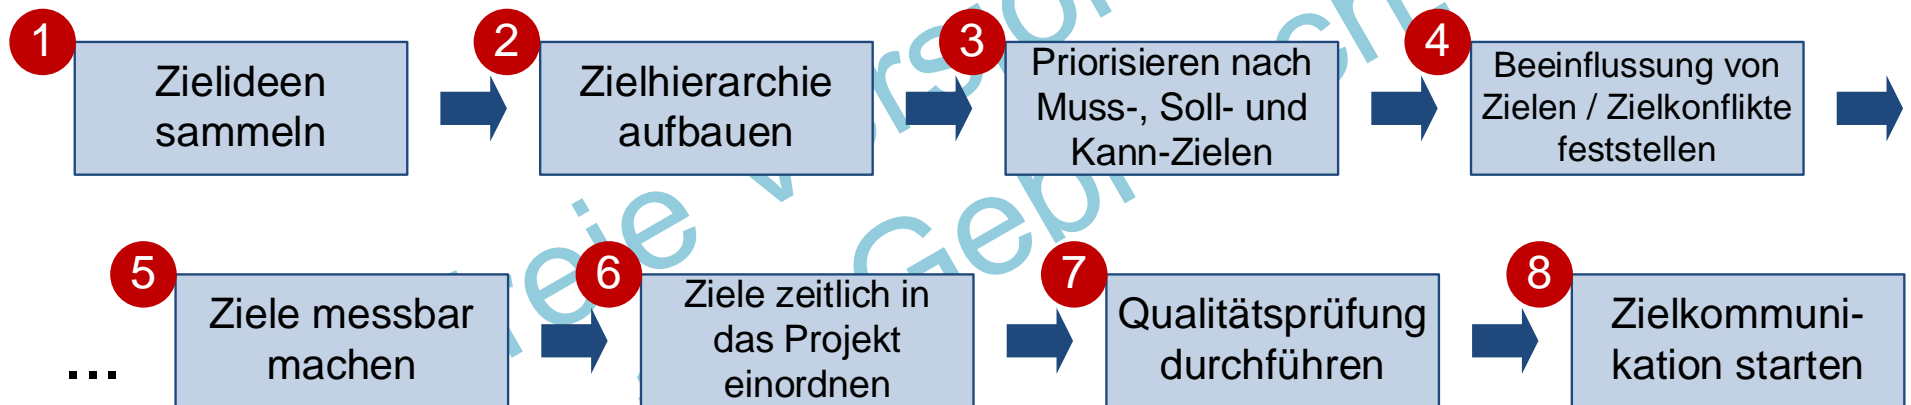 1
Zielideen
sammeln
2
Zielhierarchie
aufbauen
3
Priorisieren nach
Muss-, Soll- und
Kann-Zielen
4
Beeinflussung von
Zielen / Zielkonflikte
feststellen
...
5
Ziele messbar
machen
6
Ziele zeitlich in
das Projekt
einordnen
7
Qualitätsprüfung
durchführen
8
Zielkommuni-
kation starten